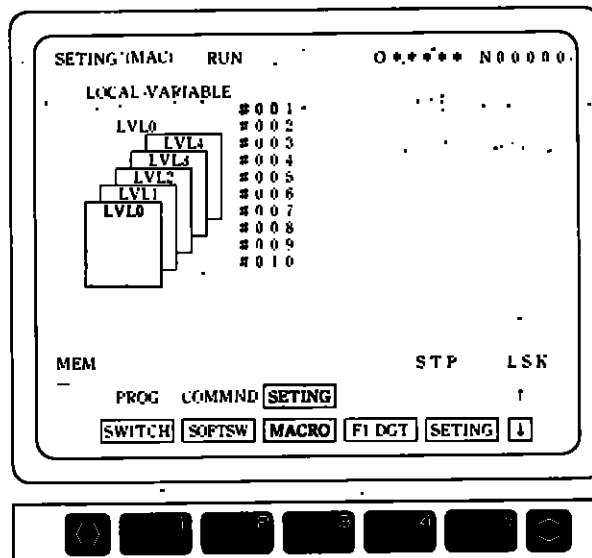 SETING (MAC) RUN O***** N00000
LOCAL-VARIABLE
#001
LVL0 #002
LVL4 #003
LVL3 #004
LVL2 #005
LVL1 #006
LVL0 #007
#008
#009
#010
MEM STP LSK
PROG COMMND SETING ↑
SWITCH SOFTSW MACRO F1 DGT SETING ↓